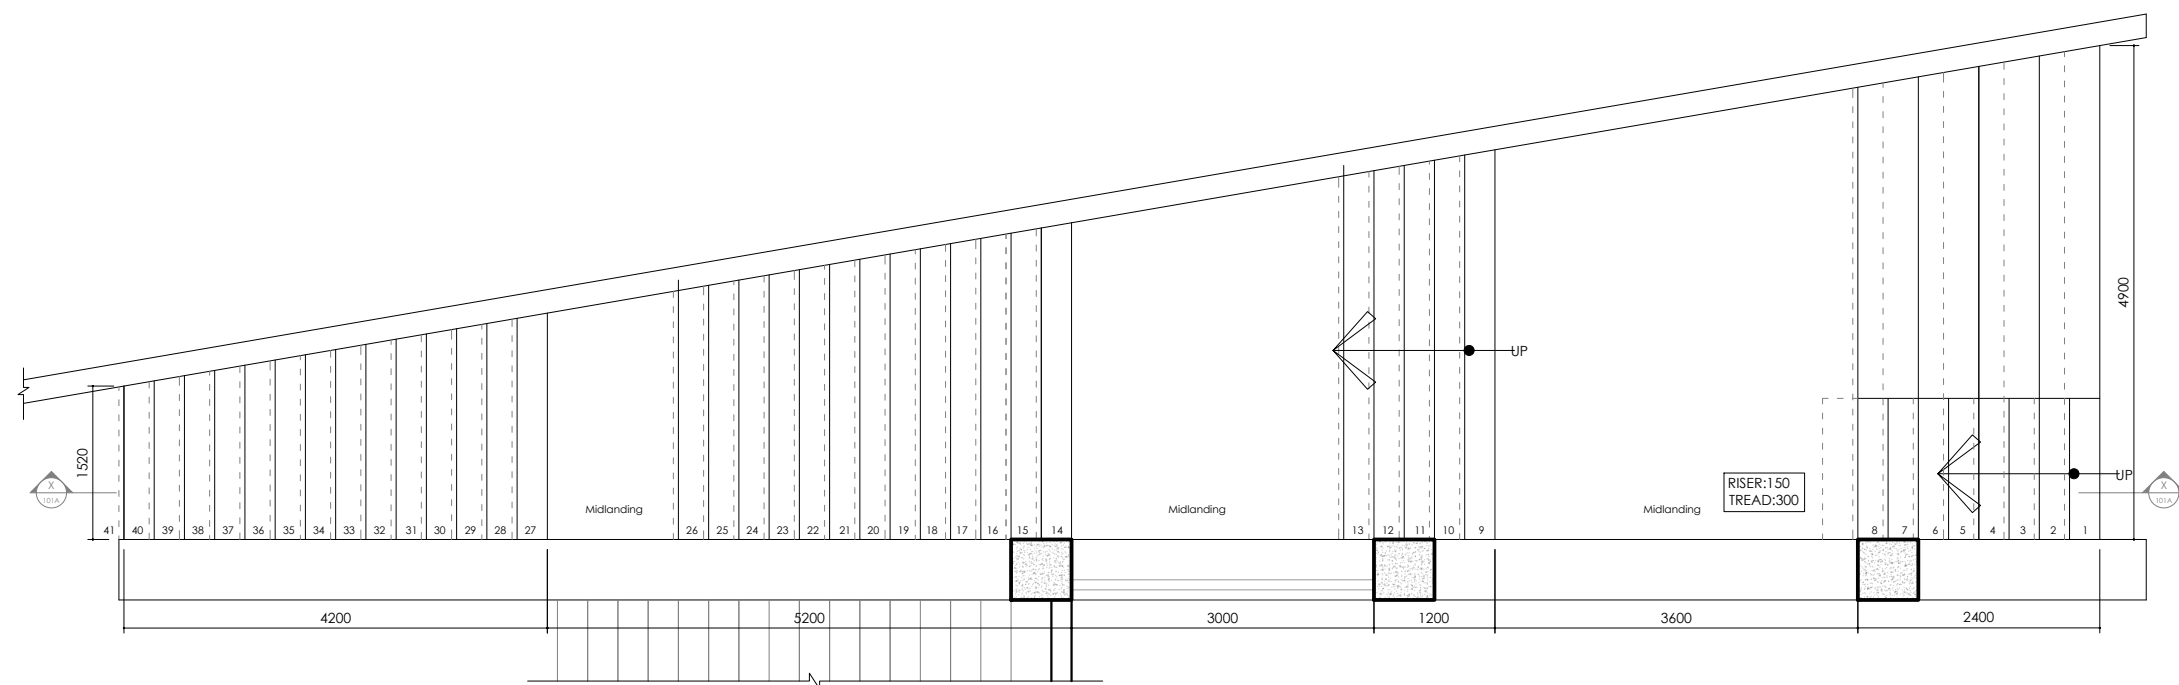 4900
UP
UP
1520
X
101A
X
101A
RISER:150
TREAD:300
Midlanding
Midlanding
Midlanding
41 40 39 38 37 36 35 34 33 32 31 30 29 28 27 26 25 24 23 22 21 20 19 18 17 16 15 14 13 12 11 10 9 8 7 6 5 4 3 2 1
4200 5200 3000 1200 3600 2400